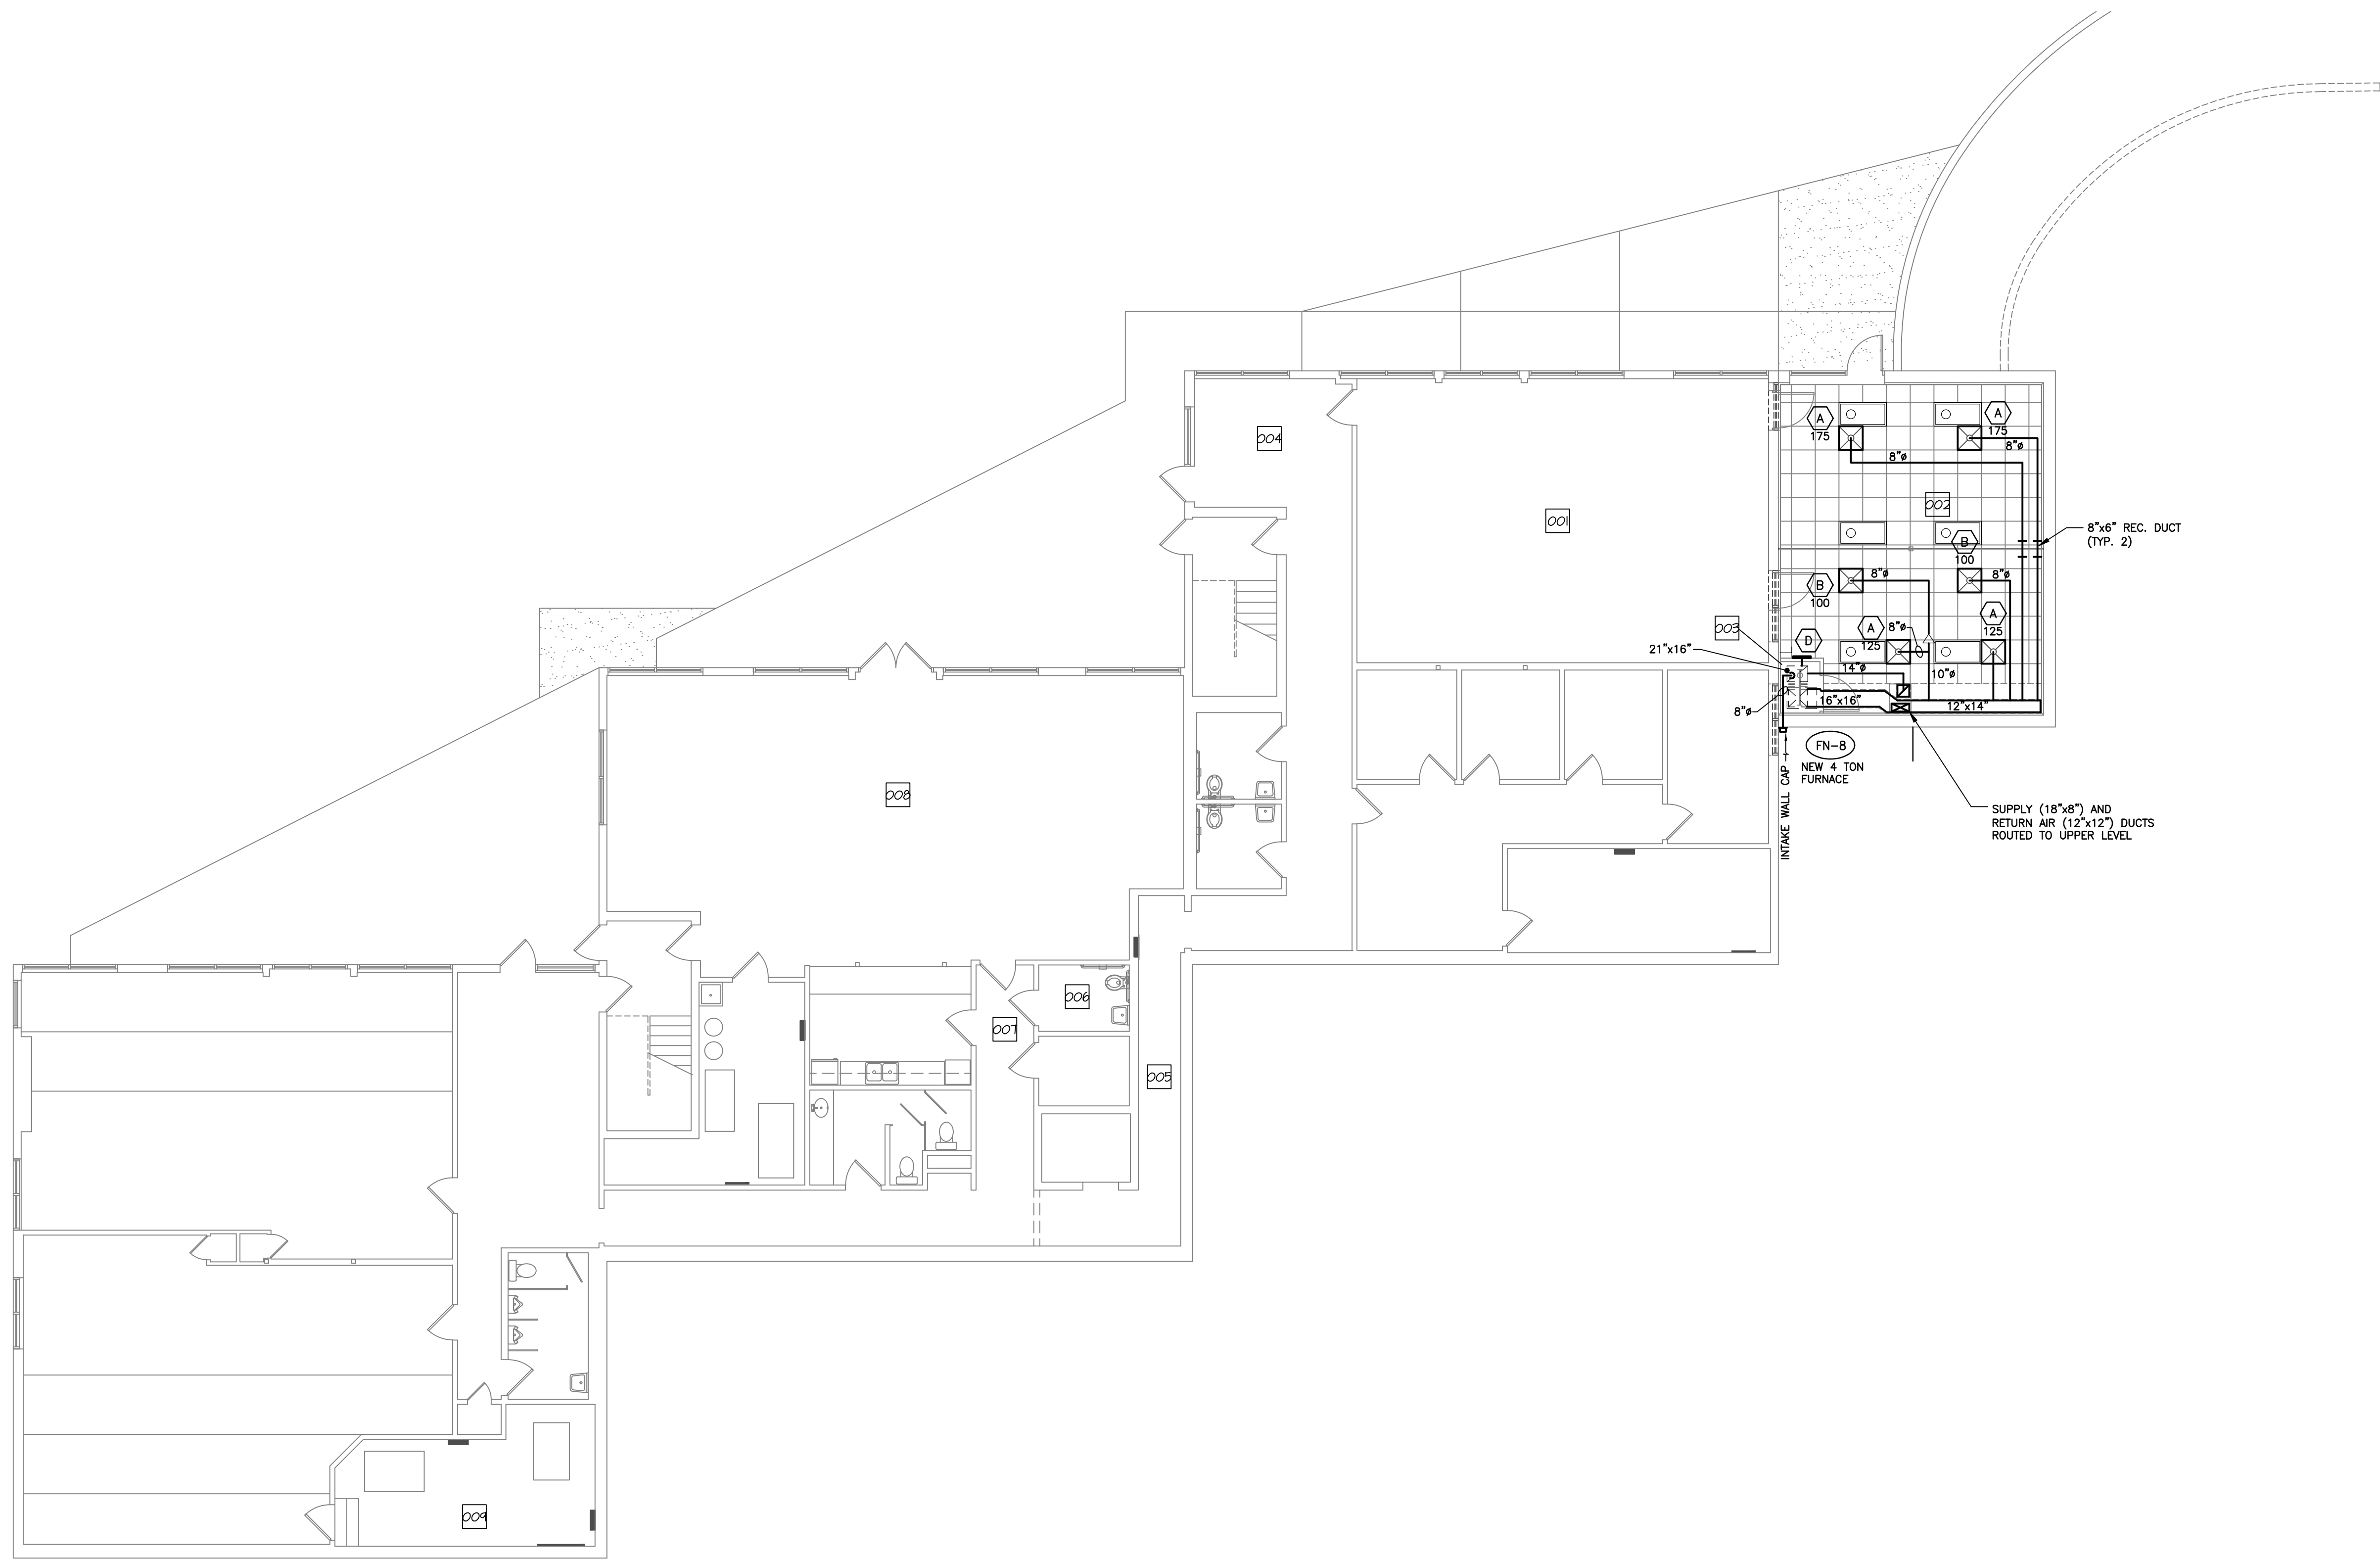 A
175
A
175
8"ø
8"ø
004
002
001
8"x6" REC. DUCT
(TYP. 2)
B
100
8"ø
8"ø
B
100
A
125
003
A
125
8"ø
D
21"x16"
14"ø
10"ø
16"x16"
12"x14"
8"ø
FN-8
NEW 4 TON
FURNACE
INTAKE WALL CAP
008
SUPPLY (18"x8") AND
RETURN AIR (12"x12") DUCTS
ROUTED TO UPPER LEVEL
006
007
005
009